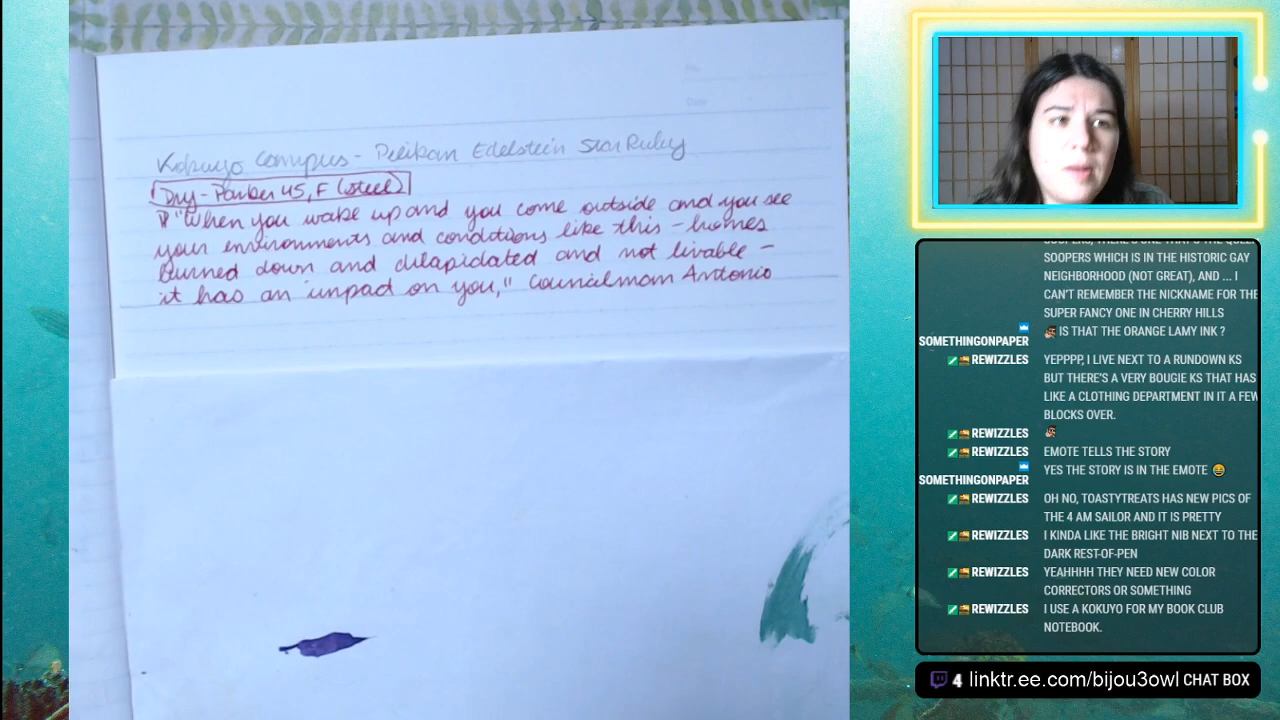 Kokuyo Campus - Pelikan Edelstein Star Ruby
Dry - Parker 45, F (steel)
"When you wake up and you come outside and you see
your environments and conditions like this - homes
burned down and dilapidated and not livable -
it has an impact on you," Councilman Antonio
Date
SOOPERS, THERE'S ONE THAT'S THE QUEEN
SOOPERS WHICH IS IN THE HISTORIC GAY
NEIGHBORHOOD (NOT GREAT), AND ... I
CAN'T REMEMBER THE NICKNAME FOR THE
SUPER FANCY ONE IN CHERRY HILLS
SOMETHINGONPAPER IS THAT THE ORANGE LAMY INK ?
REWIZZLES YEPPPP, I LIVE NEXT TO A RUNDOWN KS
BUT THERE'S A VERY BOUGIE KS THAT HAS
LIKE A CLOTHING DEPARTMENT IN IT A FEW
BLOCKS OVER.
REWIZZLES
REWIZZLES EMOTE TELLS THE STORY
SOMETHINGONPAPER YES THE STORY IS IN THE EMOTE 😅
REWIZZLES OH NO, TOASTYTREATS HAS NEW PICS OF
THE 4 AM SAILOR AND IT IS PRETTY
REWIZZLES I KINDA LIKE THE BRIGHT NIB NEXT TO THE
DARK REST-OF-PEN
REWIZZLES YEAHHHH THEY NEED NEW COLOR
CORRECTORS OR SOMETHING
REWIZZLES I USE A KOKUYO FOR MY BOOK CLUB
NOTEBOOK.
4 linktr.ee.com/bijou3owl CHAT BOX